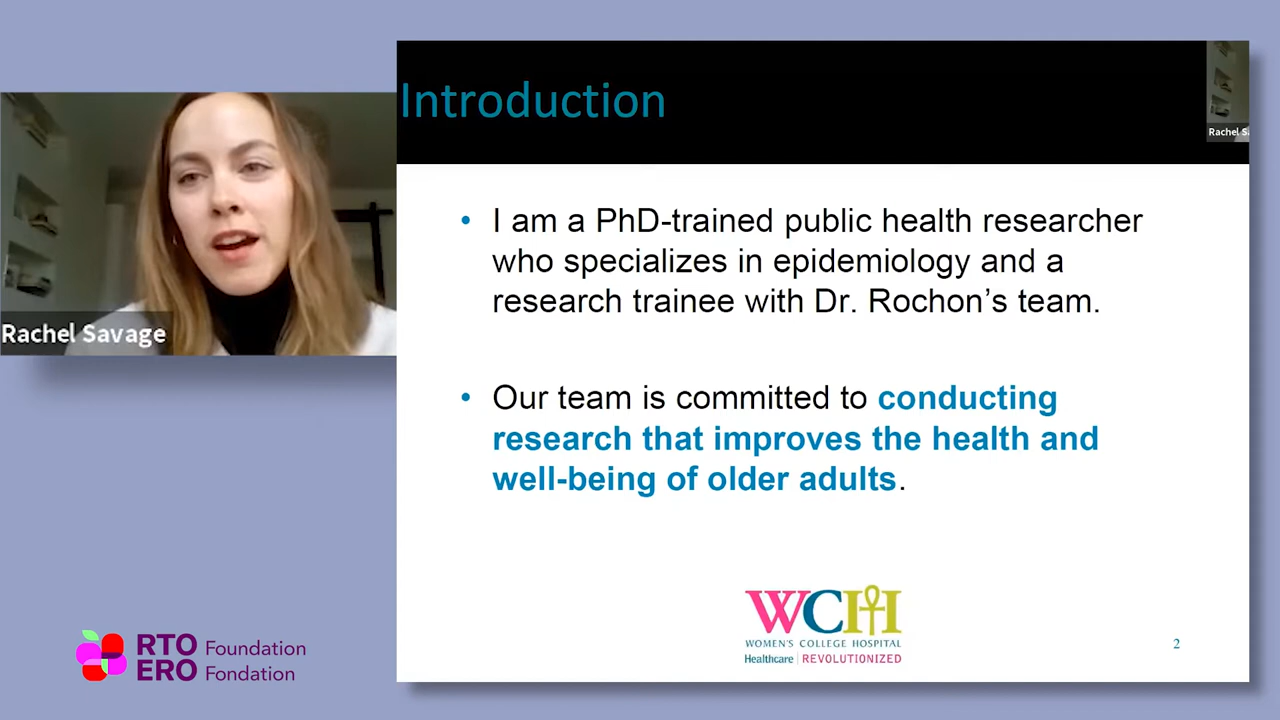 Introduction
Rachel Sa
Rachel Savage
• I am a PhD-trained public health researcher
who specializes in epidemiology and a
research trainee with Dr. Rochon’s team.
• Our team is committed to conducting
research that improves the health and
well-being of older adults.
WCH
WOMEN'S COLLEGE HOSPITAL
Healthcare | REVOLUTIONIZED
2
RTO Foundation
ERO Fondation